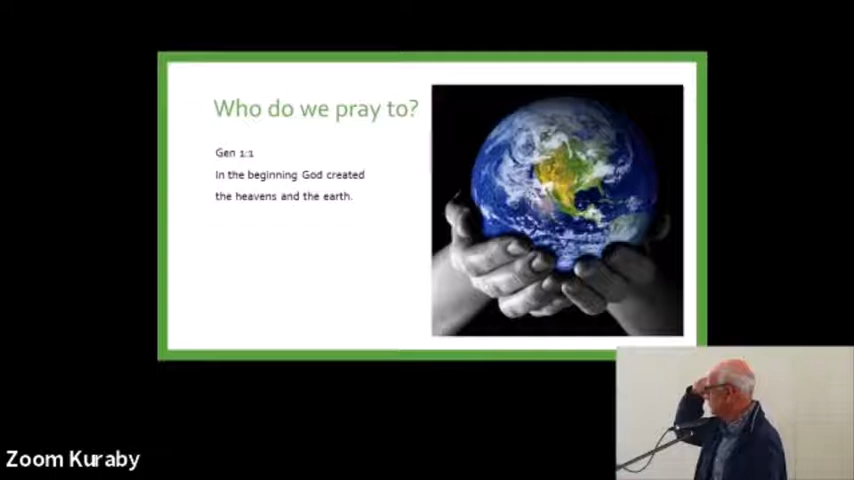 Who do we pray to?
Gen 1:1
In the beginning God created
the heavens and the earth.
Zoom Kuraby